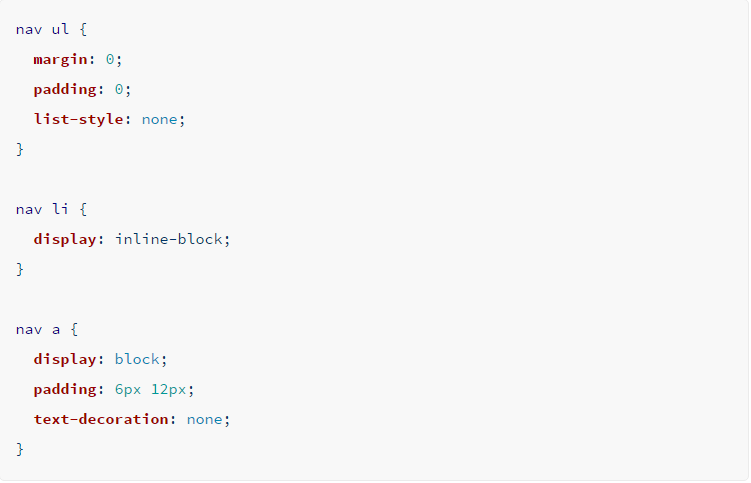 nav ul {
  margin: 0;
  padding: 0;
  list-style: none;
}

nav li {
  display: inline-block;
}

nav a {
  display: block;
  padding: 6px 12px;
  text-decoration: none;
}